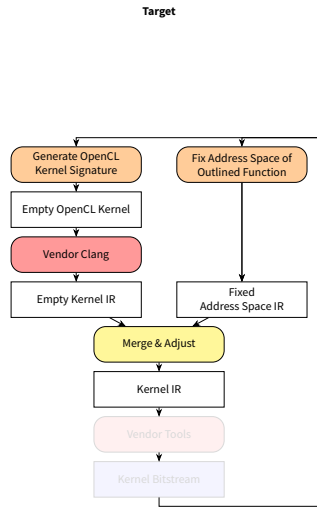 Target
Generate OpenCL
Kernel Signature
Fix Address Space of
Outlined Function
Empty OpenCL Kernel
Vendor Clang
Empty Kernel IR
Fixed
Address Space IR
Merge & Adjust
Kernel IR
Vendor Tools
Kernel Bitstream